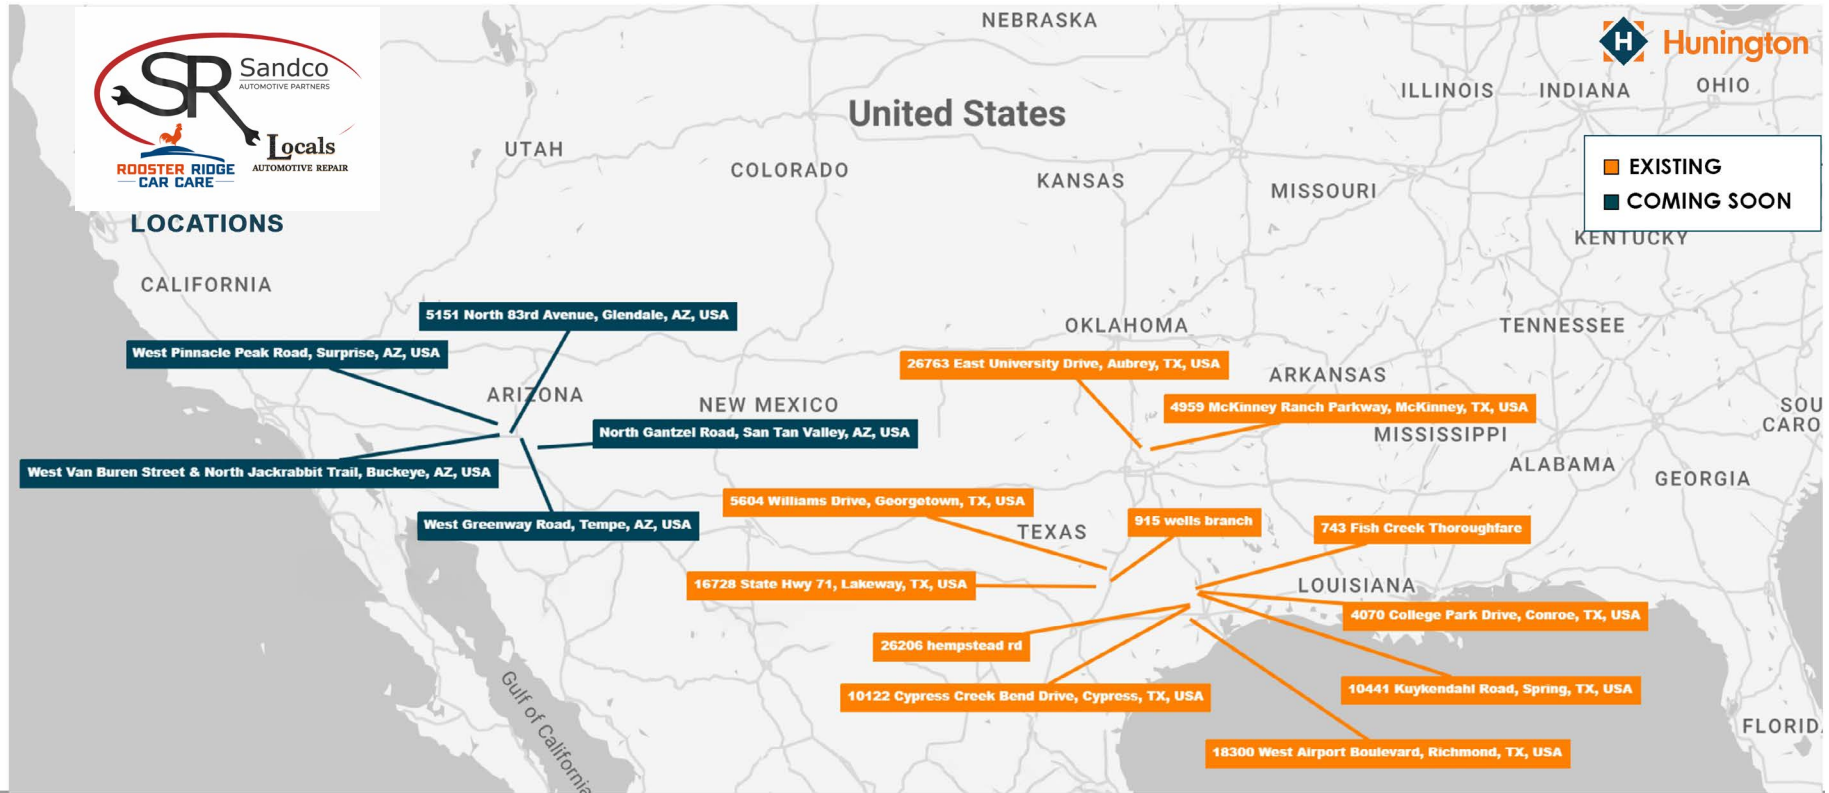 SR Sandco
AUTOMOTIVE PARTNERS
ROOSTER RIDGE
CAR CARE
Locals
AUTOMOTIVE REPAIR
LOCATIONS
H Hunington
EXISTING
COMING SOON
NEBRASKA
United States
ILLINOIS
INDIANA
OHIO
UTAH
COLORADO
KANSAS
MISSOURI
KENTUCKY
CALIFORNIA
5151 North 83rd Avenue, Glendale, AZ, USA
West Pinnacle Peak Road, Surprise, AZ, USA
ARIZONA
NEW MEXICO
North Gantzel Road, San Tan Valley, AZ, USA
West Van Buren Street & North Jackrabbit Trail, Buckeye, AZ, USA
West Greenway Road, Tempe, AZ, USA
OKLAHOMA
TENNESSEE
26763 East University Drive, Aubrey, TX, USA
ARKANSAS
4959 McKinney Ranch Parkway, McKinney, TX, USA
SOU
CARO
MISSISSIPPI
ALABAMA
GEORGIA
5604 Williams Drive, Georgetown, TX, USA
TEXAS
915 wells branch
743 Fish Creek Thoroughfare
16728 State Hwy 71, Lakeway, TX, USA
LOUISIANA
4070 College Park Drive, Conroe, TX, USA
26206 hempstead rd
10122 Cypress Creek Bend Drive, Cypress, TX, USA
10441 Kuykendahl Road, Spring, TX, USA
18300 West Airport Boulevard, Richmond, TX, USA
FLORID
Gulf of California